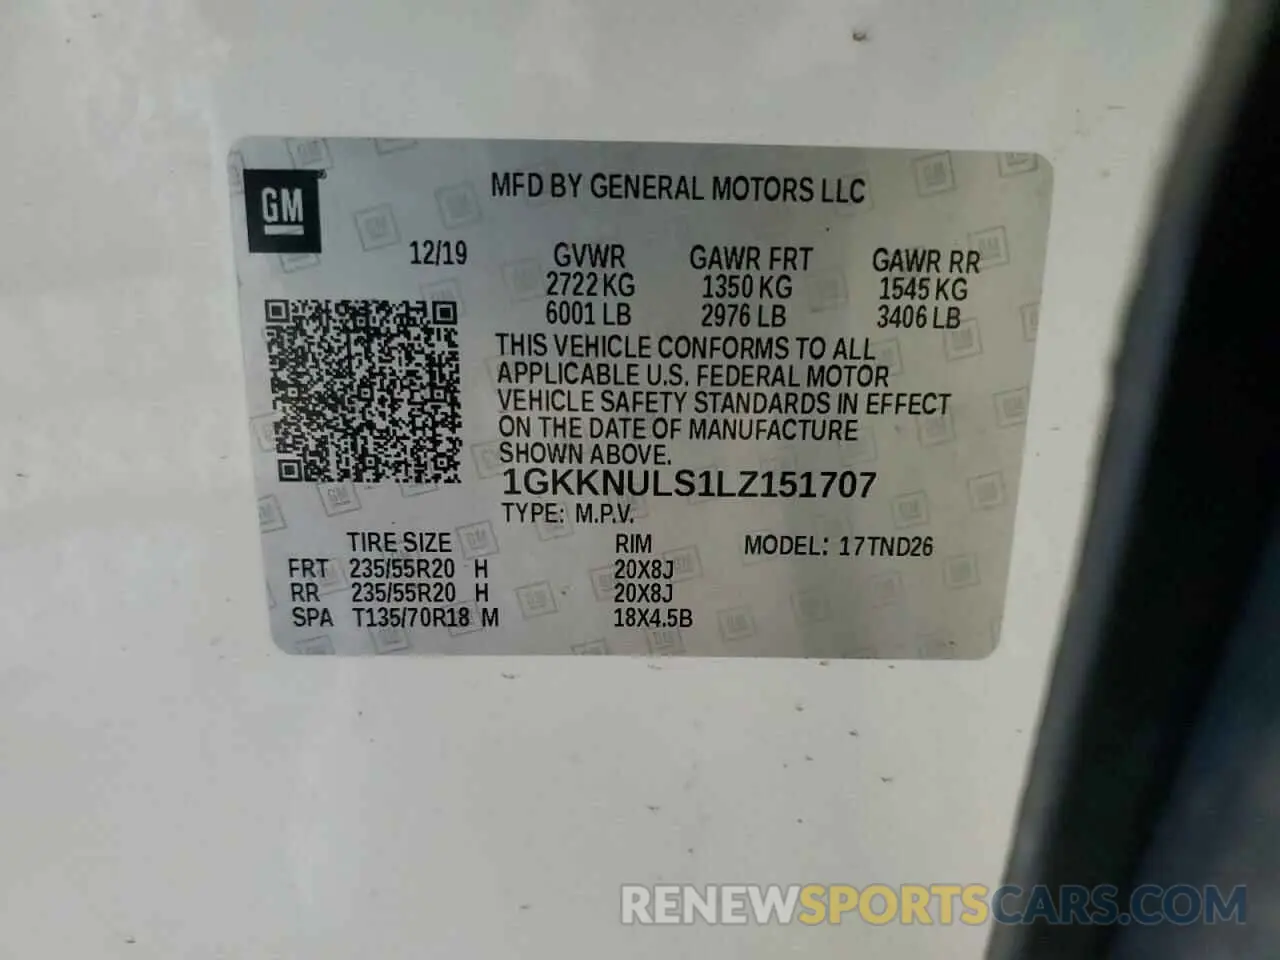 GM
MFD BY GENERAL MOTORS LLC
12/19 GVWR GAWR FRT GAWR RR
2722 KG 1350 KG 1545 KG
6001 LB 2976 LB 3406 LB
THIS VEHICLE CONFORMS TO ALL
APPLICABLE U.S. FEDERAL MOTOR
VEHICLE SAFETY STANDARDS IN EFFECT
ON THE DATE OF MANUFACTURE
SHOWN ABOVE.
1GKKNULS1LZ151707
TYPE: M.P.V.
TIRE SIZE RIM MODEL: 17TND26
FRT 235/55R20 H 20X8J
RR 235/55R20 H 20X8J
SPA T135/70R18 M 18X4.5B
RENEWSPORTSCARS.COM